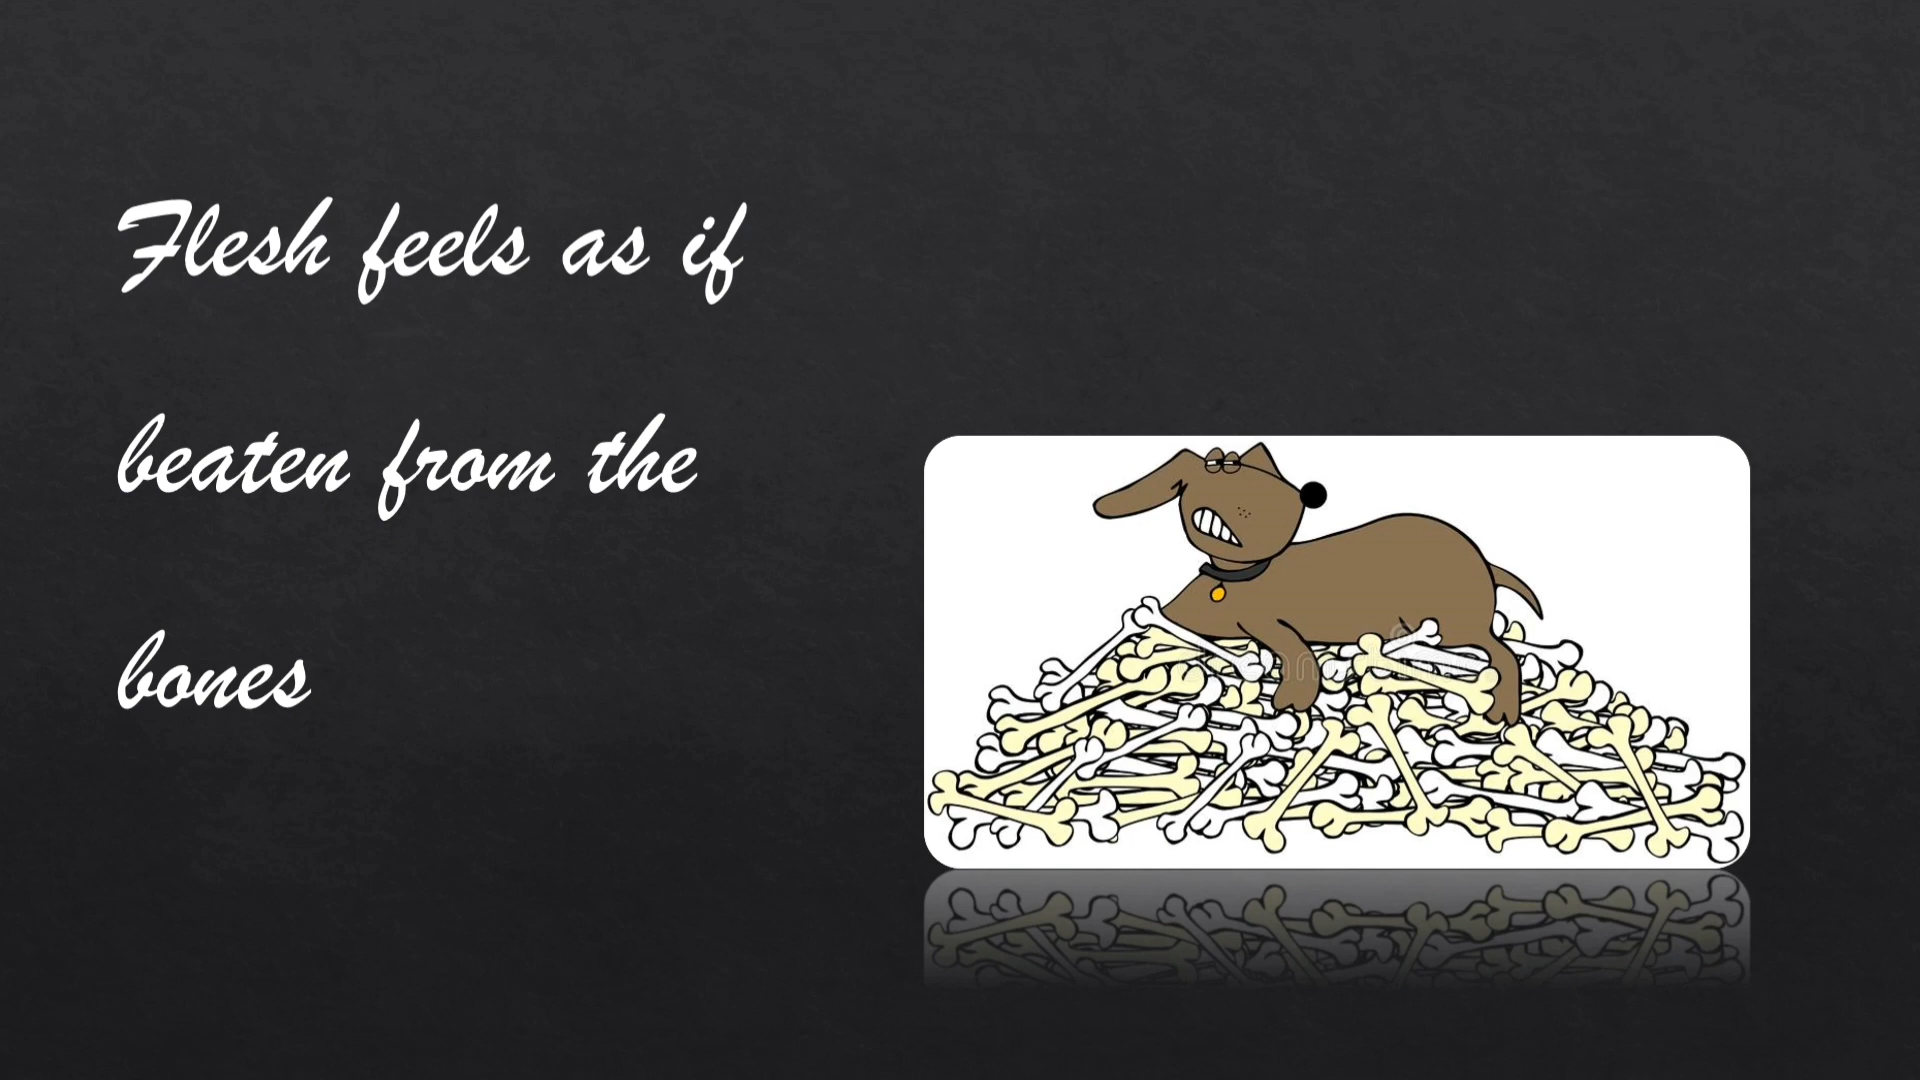 Flesh feels as if
beaten from the
bones